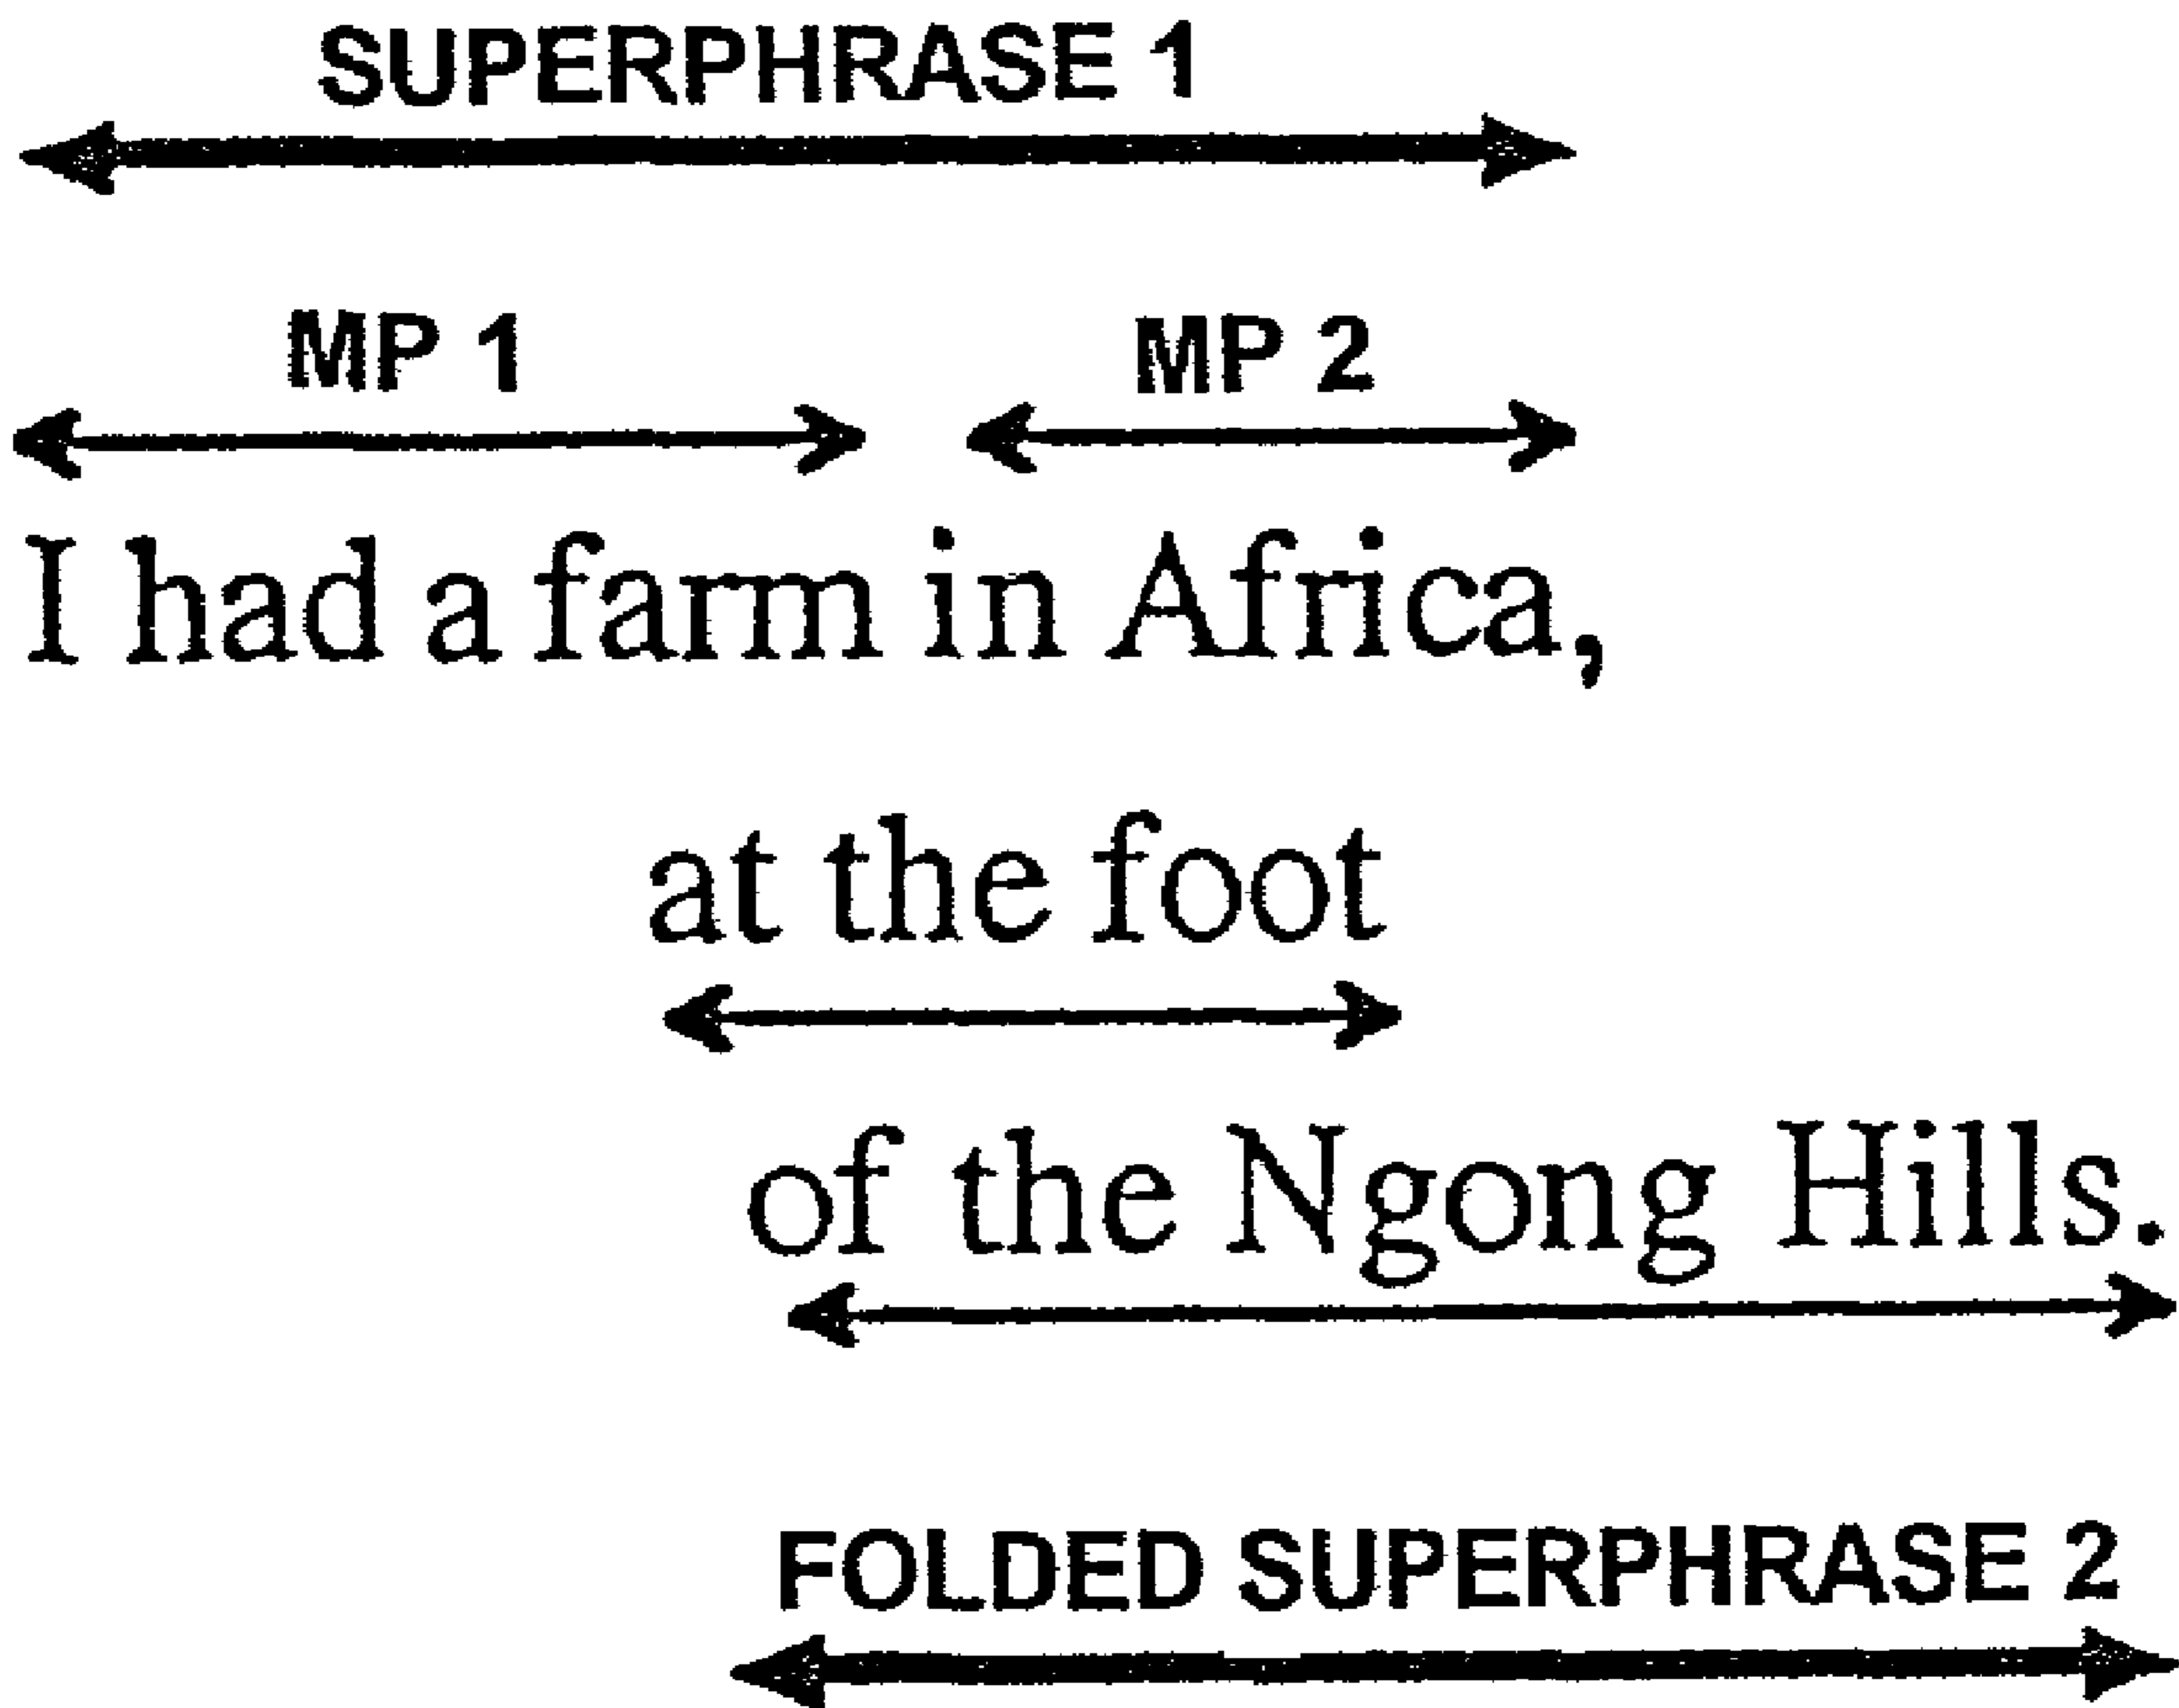 SUPERPHRASE 1
MP 1 MP 2
I had a farm in Africa,
at the foot
of the Ngong Hills.
FOLDED SUPERPHRASE 2